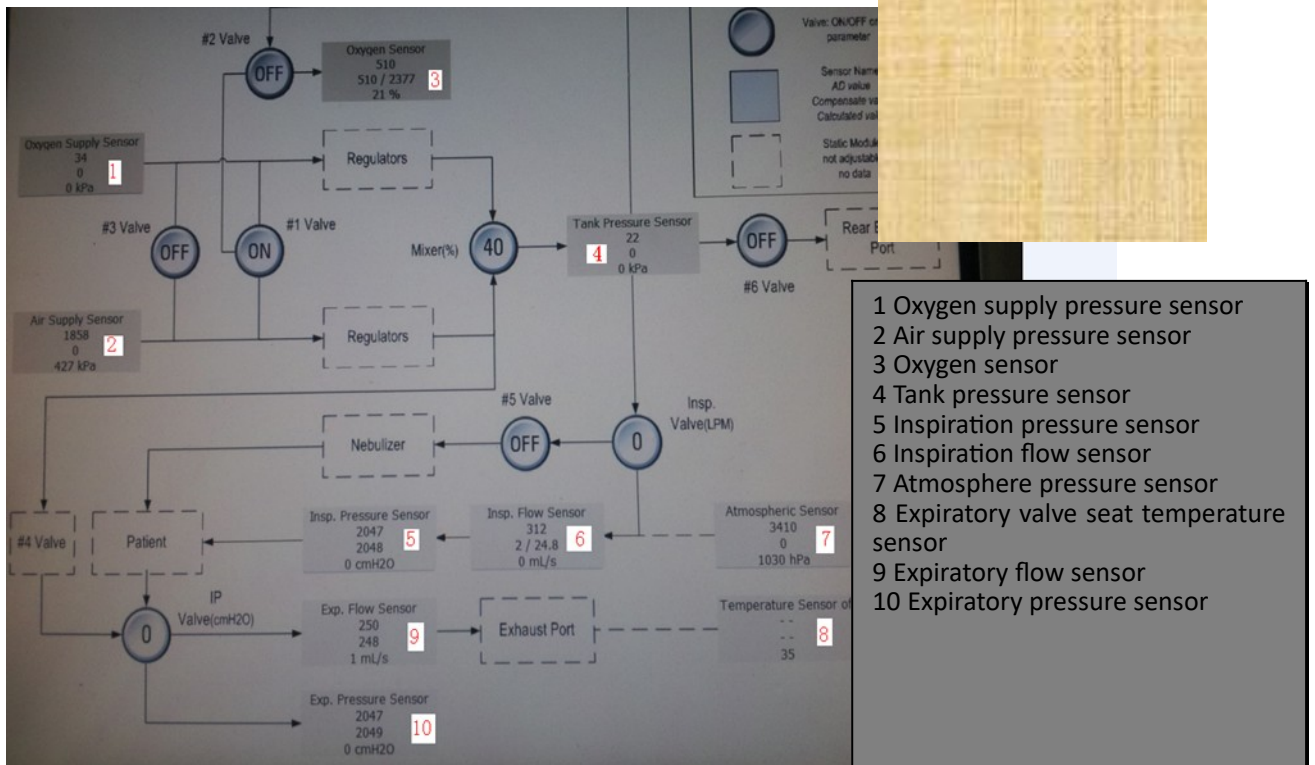 #2 Valve
OFF
Oxygen Sensor
510
510 / 2377
21 %
3
Valve: ON/OFF
parameter
Sensor Name
AD value
Compensate
Calculated
Static
not adjustable
no data
Oxygen Supply Sensor
34
0
0 kPa
1
Regulators
#3 Valve
OFF
ON
#1 Valve
Mixer(%)
40
Tank Pressure Sensor
22
0
0 kPa
4
OFF
#6 Valve
Rear
Port
Air Supply Sensor
1858
0
427 kPa
2
Regulators
#5 Valve
OFF
Insp.
Valve(LPM)
0
Nebulizer
#4 Valve
Patient
Insp. Pressure Sensor
2047
2048
0 cmH2O
5
Insp. Flow Sensor
312
2 / 24.8
0 mL/s
6
Atmospheric Sensor
3410
0
1030 hPa
7
IP
Valve(cmH2O)
0
Exp. Flow Sensor
250
248
1 mL/s
9
Exhaust Port
Temperature Sensor of
- -
- -
35
8
Exp. Pressure Sensor
2047
2049
0 cmH2O
10
1 Oxygen supply pressure sensor
2 Air supply pressure sensor
3 Oxygen sensor
4 Tank pressure sensor
5 Inspiration pressure sensor
6 Inspiration flow sensor
7 Atmosphere pressure sensor
8 Expiratory valve seat temperature
sensor
9 Expiratory flow sensor
10 Expiratory pressure sensor